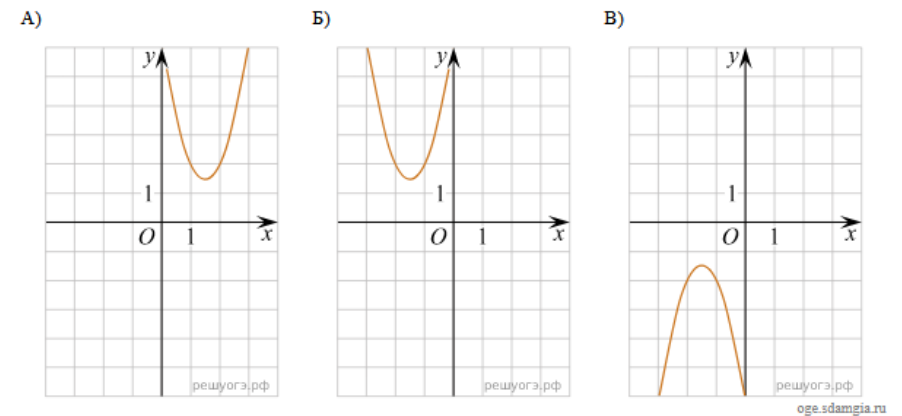 А) Б) В)
y y y
1 1 1
O 1 x O 1 x O 1 x
решуогэ.рф решуогэ.рф решуогэ.рф
oge.sdamgia.ru